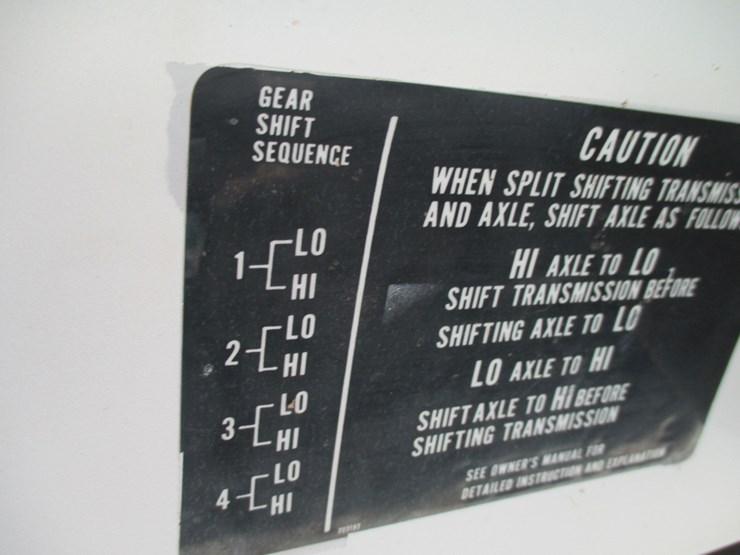 GEAR
SHIFT
SEQUENCE
1 LO
HI
2 LO
HI
3 LO
HI
4 LO
HI
CAUTION
WHEN SPLIT SHIFTING TRANSMISS
AND AXLE, SHIFT AXLE AS FOLLOW
HI AXLE TO LO
SHIFT TRANSMISSION BEFORE
SHIFTING AXLE TO LO
LO AXLE TO HI
SHIFT AXLE TO Hi BEFORE
SHIFTING TRANSMISSION
SEE OWNER'S MANUAL FOR
DETAILED INSTRUCTION AND EXPLANATION